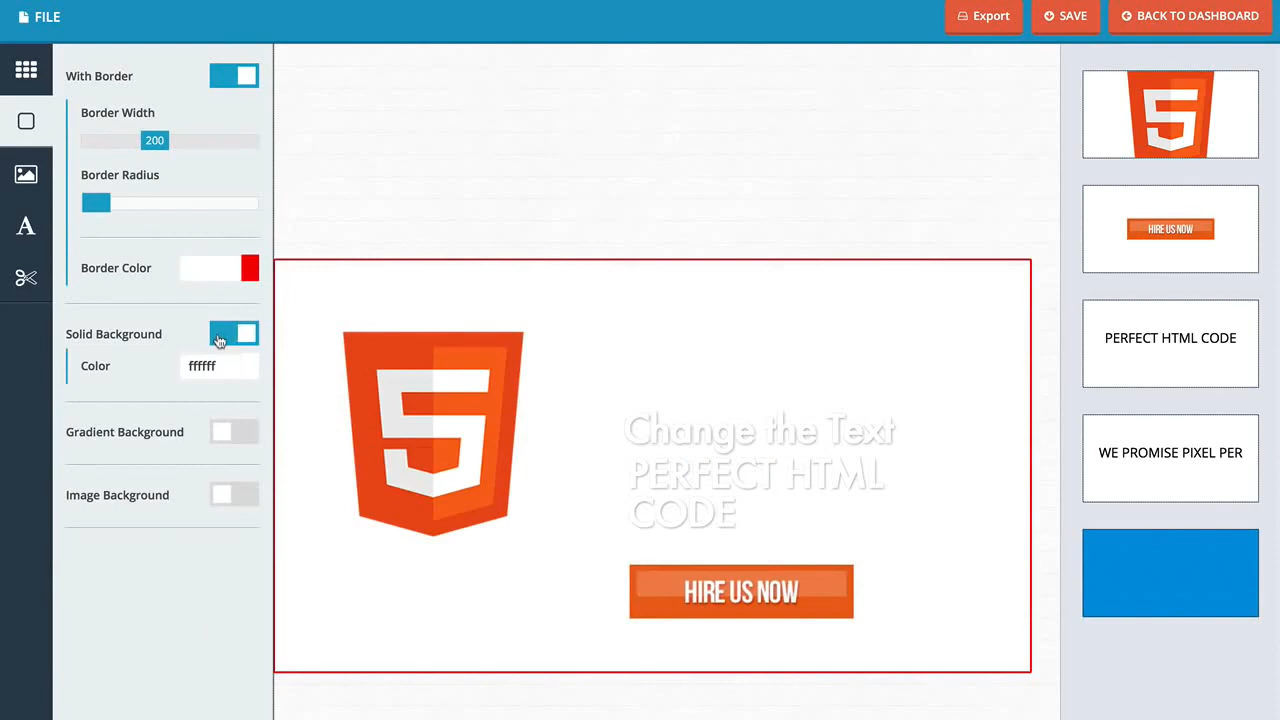 FILE
Export
SAVE
BACK TO DASHBOARD
With Border
Border Width
200
Border Radius
Border Color
Solid Background
Color
ffffff
Gradient Background
Image Background
A
5
Change the Text
PERFECT HTML
CODE
HIRE US NOW
5
HIRE US NOW
PERFECT HTML CODE
WE PROMISE PIXEL PER